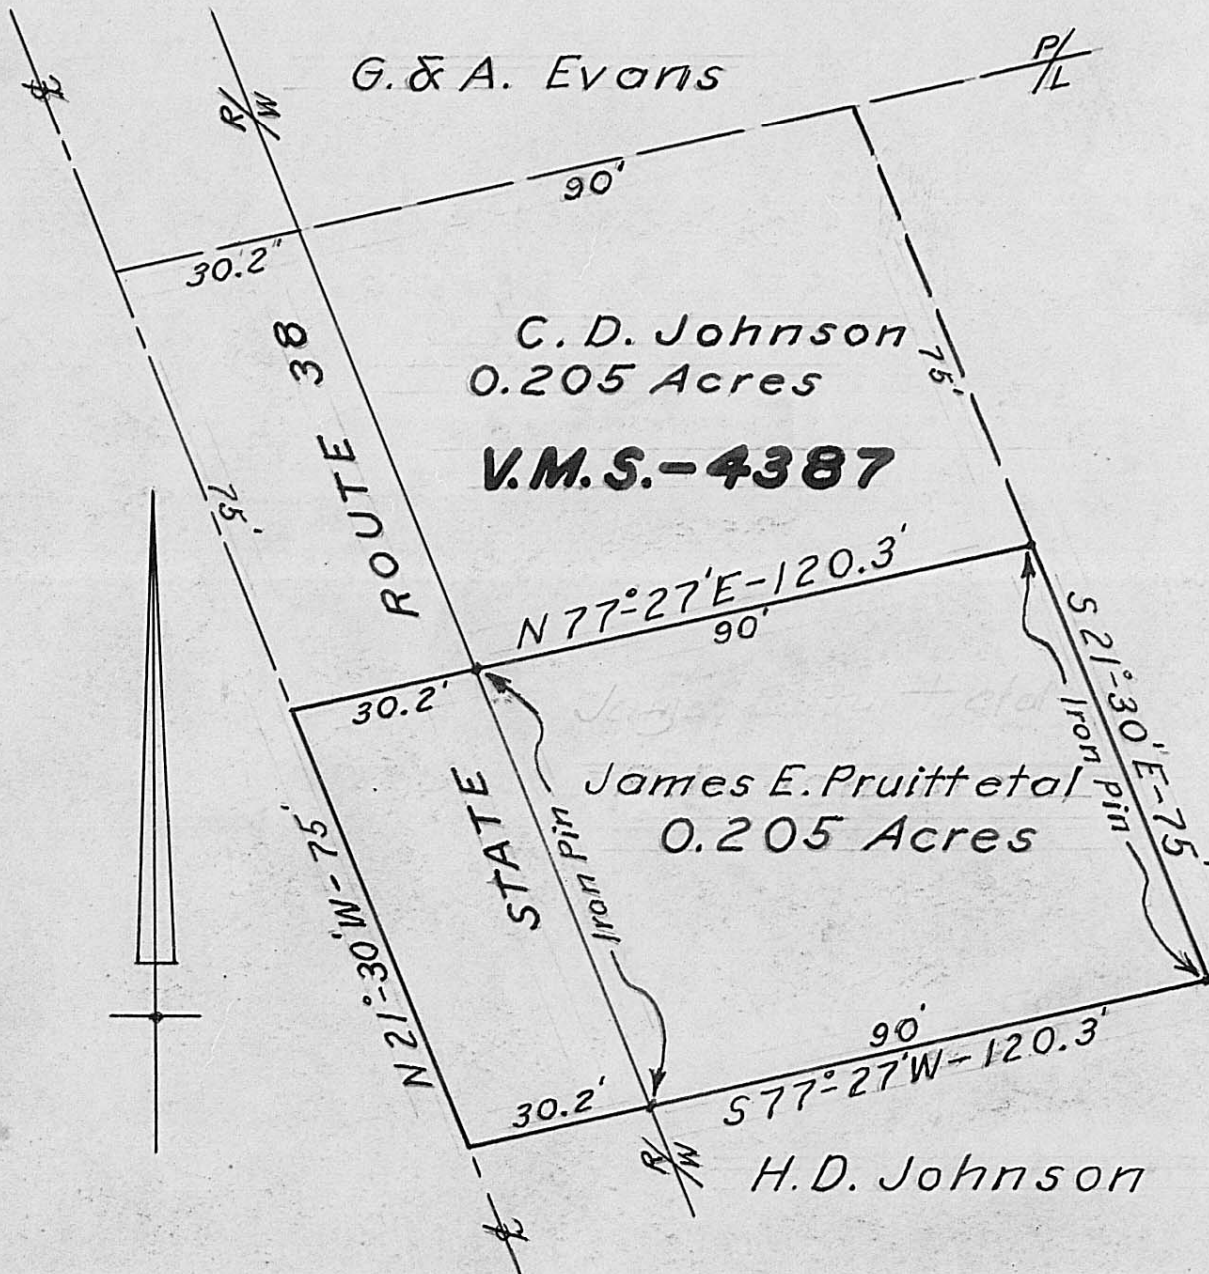 G. & A. Evans
P/L
℄
R/W
90'
30.2"
C. D. Johnson
0.205 Acres
75'
V.M.S.-4387
75'
STATE ROUTE 38
N 77°-27'E-120.3'
90'
30.2'
S 21°-30'E-75'
Iron Pin
Iron Pin
James E. Pruitt etal
0.205 Acres
N 21°-30'W-75'
90'
S 77°-27'W-120.3'
30.2'
R/W
H.D. Johnson
℄